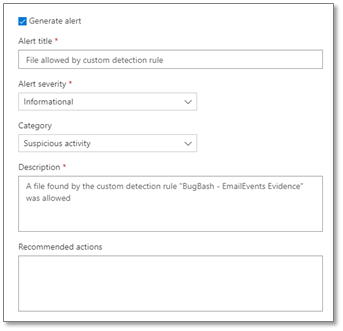 Generate alert
Alert title *
File allowed by custom detection rule
Alert severity *
Informational
Category
Suspicious activity
Description *
A file found by the custom detection rule "BugBash - EmailEvents Evidence"
was allowed
Recommended actions